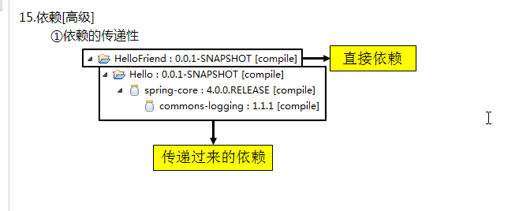 15.依赖[高级]
①依赖的传递性
HelloFriend : 0.0.1-SNAPSHOT [compile]
直接依赖
Hello : 0.0.1-SNAPSHOT [compile]
spring-core : 4.0.0.RELEASE [compile]
commons-logging : 1.1.1 [compile]
传递过来的依赖